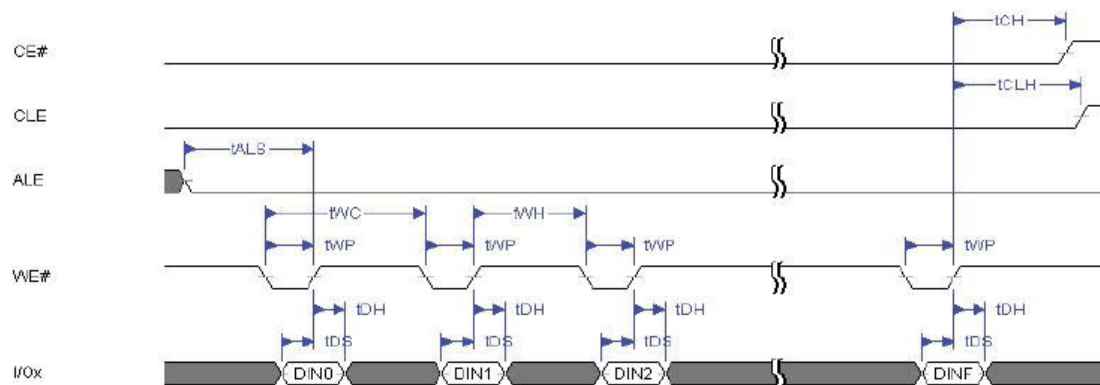 tCH
CE#
tCLH
CLE
tALS
ALE
tWC tWH
tWP tWP tWP tWP
WE#
tDH tDH tDH tDH
tDS tDS tDS tDS
I/Ox DIN0 DIN1 DIN2 DINF